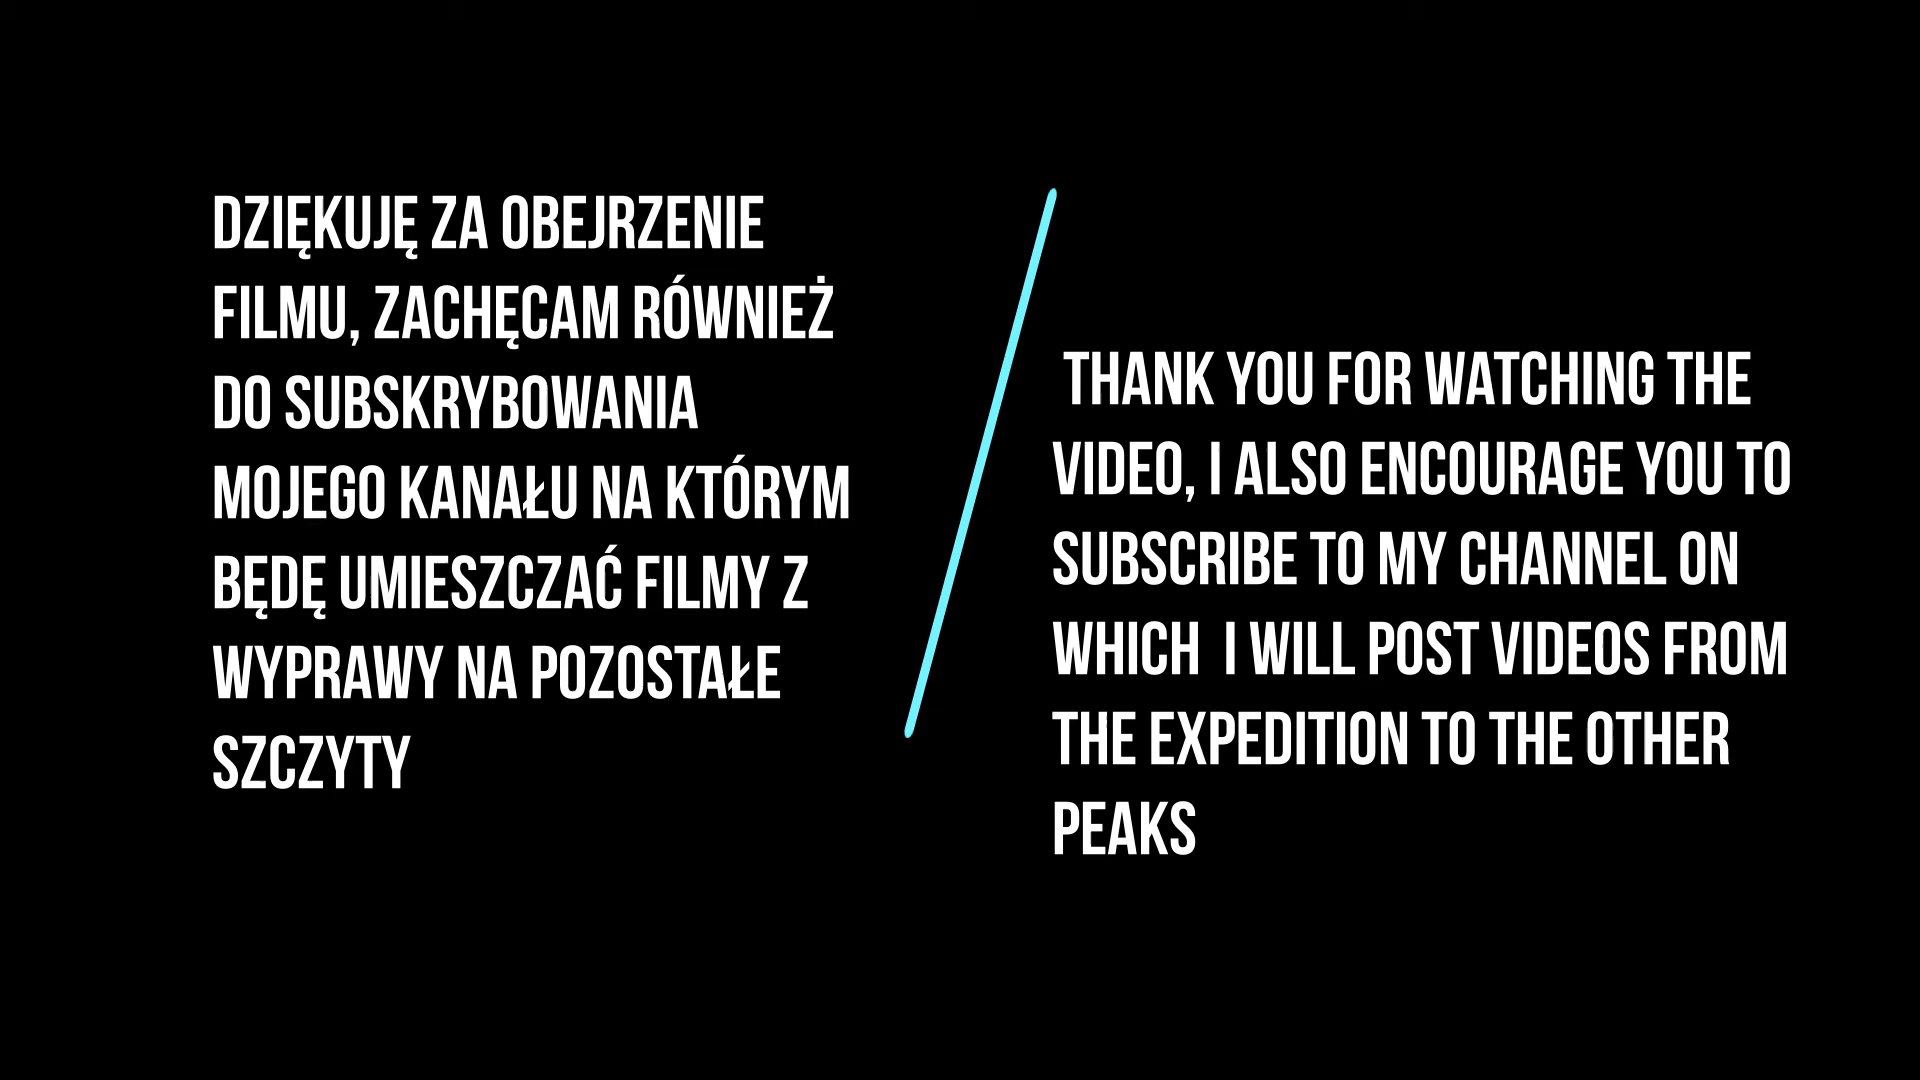 DZIĘKUJĘ ZA OBEJRZENIE
FILMU, ZACHĘCAM RÓWNIEŻ
DO SUBSKRYBOWANIA
MOJEGO KANAŁU NA KTÓRYM
BĘDĘ UMIESZCZAĆ FILMY Z
WYPRAWY NA POZOSTAŁE
SZCZYTY
THANK YOU FOR WATCHING THE
VIDEO, I ALSO ENCOURAGE YOU TO
SUBSCRIBE TO MY CHANNEL ON
WHICH I WILL POST VIDEOS FROM
THE EXPEDITION TO THE OTHER
PEAKS